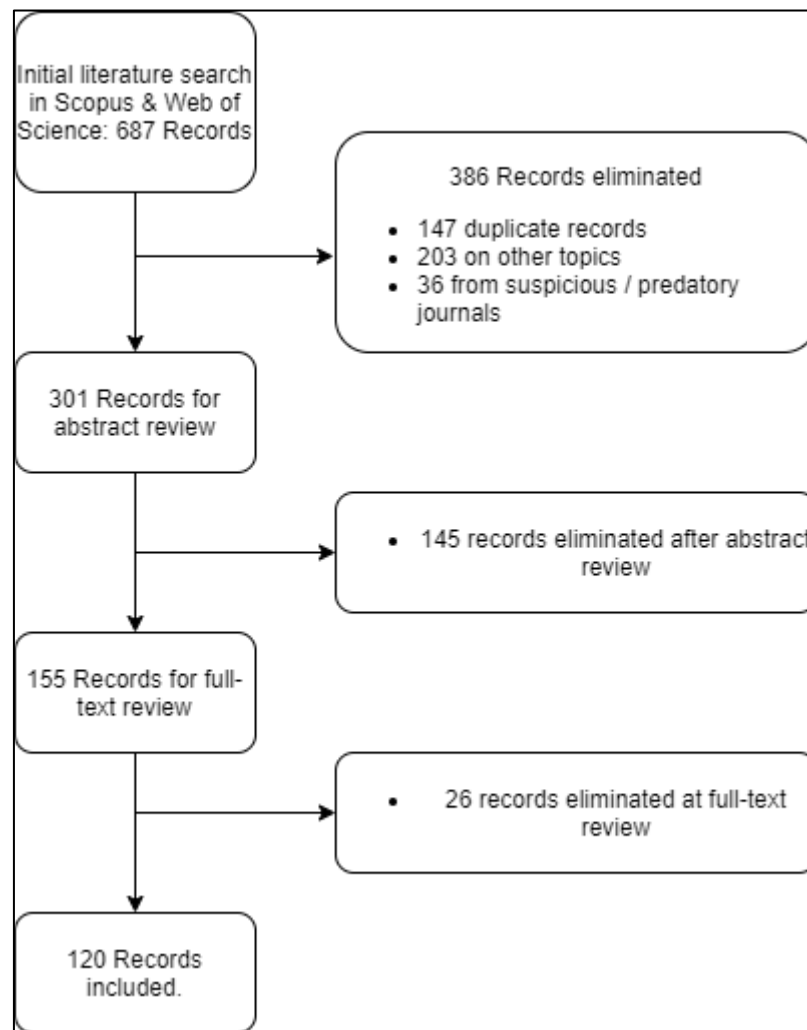 Initial literature search
in Scopus & Web of
Science: 687 Records
386 Records eliminated
• 147 duplicate records
• 203 on other topics
• 36 from suspicious / predatory
journals
301 Records for
abstract review
• 145 records eliminated after abstract
review
155 Records for full-
text review
• 26 records eliminated at full-text
review
120 Records
included.